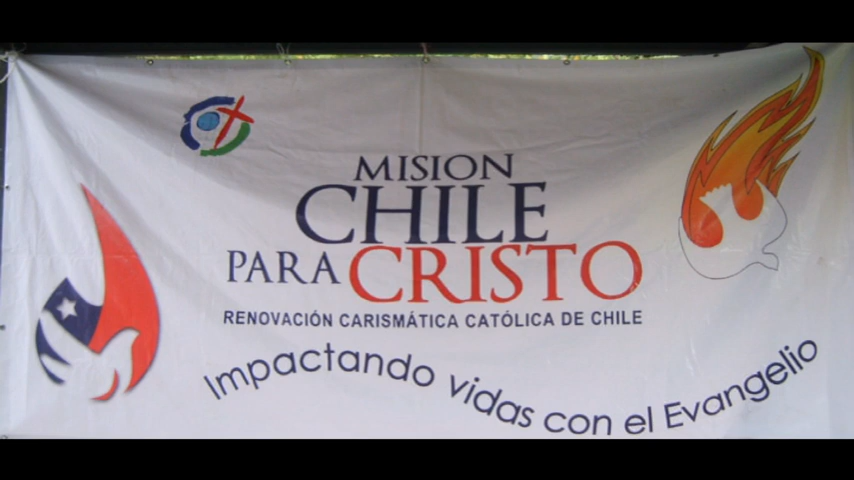 MISION
CHILE
PARA CRISTO
RENOVACIÓN CARISMÁTICA CATÓLICA DE CHILE
Impactando vidas con el Evangelio